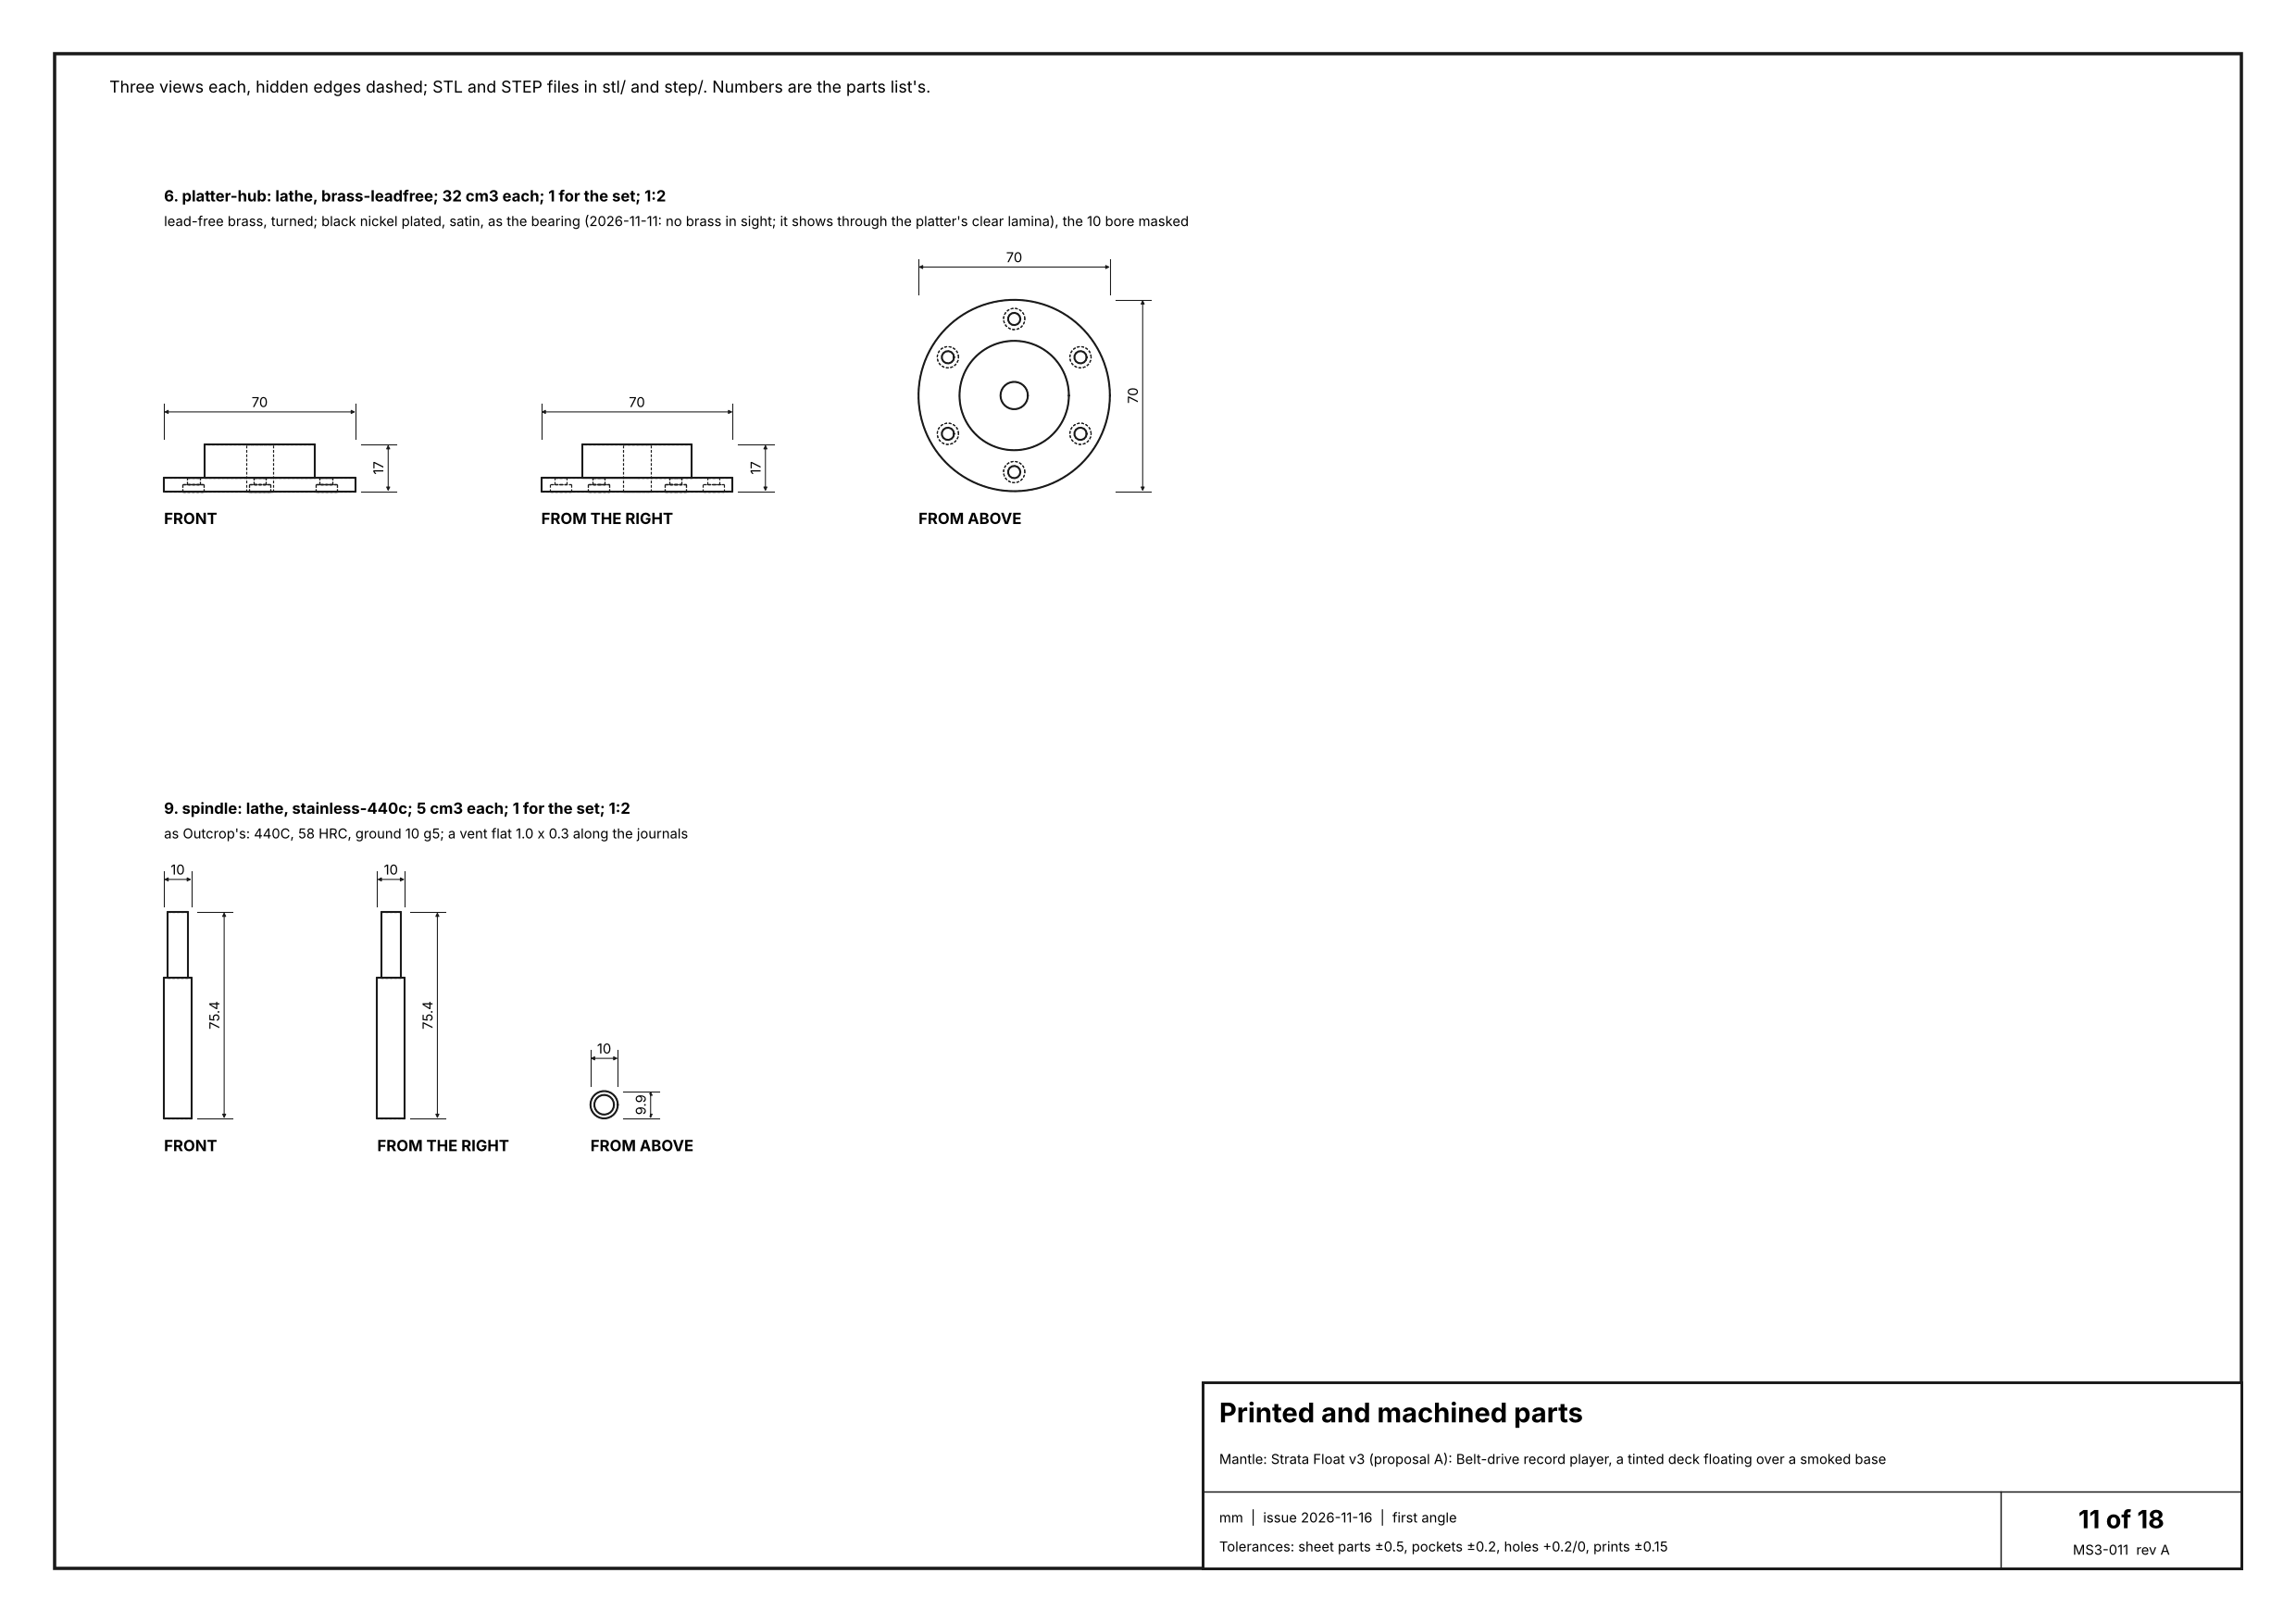 Three views each, hidden edges dashed; STL and STEP files in stl/ and step/. Numbers are the parts list's.
6. platter-hub: lathe, brass-leadfree; 32 cm3 each; 1 for the set; 1:2
lead-free brass, turned; black nickel plated, satin, as the bearing (2026-11-11: no brass in sight; it shows through the platter's clear lamina), the 10 bore masked
70
70
70
70
17
17
FRONT
FROM THE RIGHT
FROM ABOVE
9. spindle: lathe, stainless-440c; 5 cm3 each; 1 for the set; 1:2
as Outcrop's: 440C, 58 HRC, ground 10 g5; a vent flat 1.0 x 0.3 along the journals
10
10
75.4
75.4
10
9.9
FRONT
FROM THE RIGHT
FROM ABOVE
Printed and machined parts
Mantle: Strata Float v3 (proposal A): Belt-drive record player, a tinted deck floating over a smoked base
mm | issue 2026-11-16 | first angle
Tolerances: sheet parts ±0.5, pockets ±0.2, holes +0.2/0, prints ±0.15
11 of 18
MS3-011 rev A